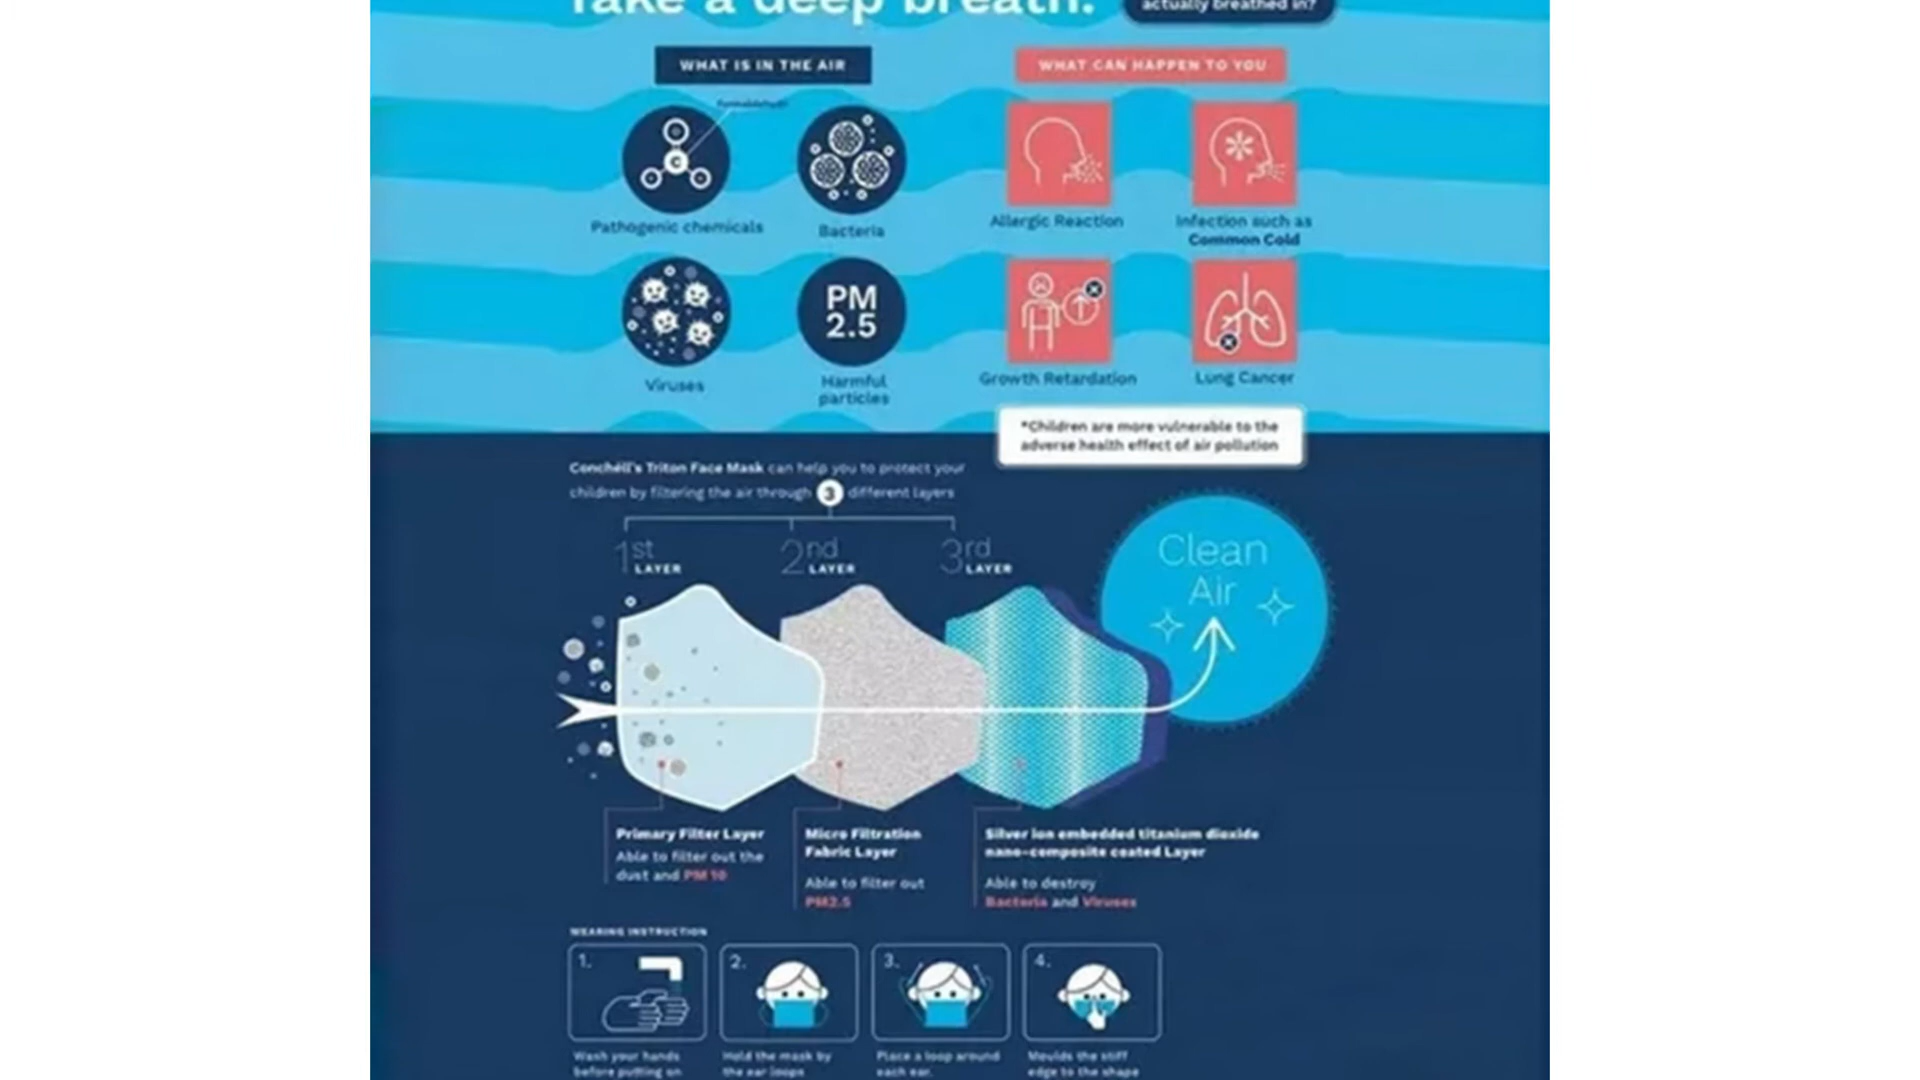 Take a deep breath.
actually breathed in?
WHAT IS IN THE AIR
WHAT CAN HAPPEN TO YOU
Formaldehyde
C
Pathogenic chemicals
Bacteria
Allergic Reaction
Infection such as
Common Cold
PM
2.5
Viruses
Harmful
particles
Growth Retardation
Lung Cancer
*Children are more vulnerable to the
adverse health effect of air pollution
Conchéll's Triton Face Mask can help you to protect your
children by filtering the air through 3 different layers
1st
LAYER
2nd
LAYER
3rd
LAYER
Clean
Air
Primary Filter Layer
Able to filter out the
dust and PM 10
Micro Filtration
Fabric Layer
Able to filter out
PM2.5
Silver ion embedded titanium dioxide
nano-composite coated Layer
Able to destroy
Bacteria and Viruses
WEARING INSTRUCTION
1.
2.
3.
4.
Wash your hands
before putting on
Hold the mask by
the ear loops
Place a loop around
each ear.
Moulds the stiff
edge to the shape